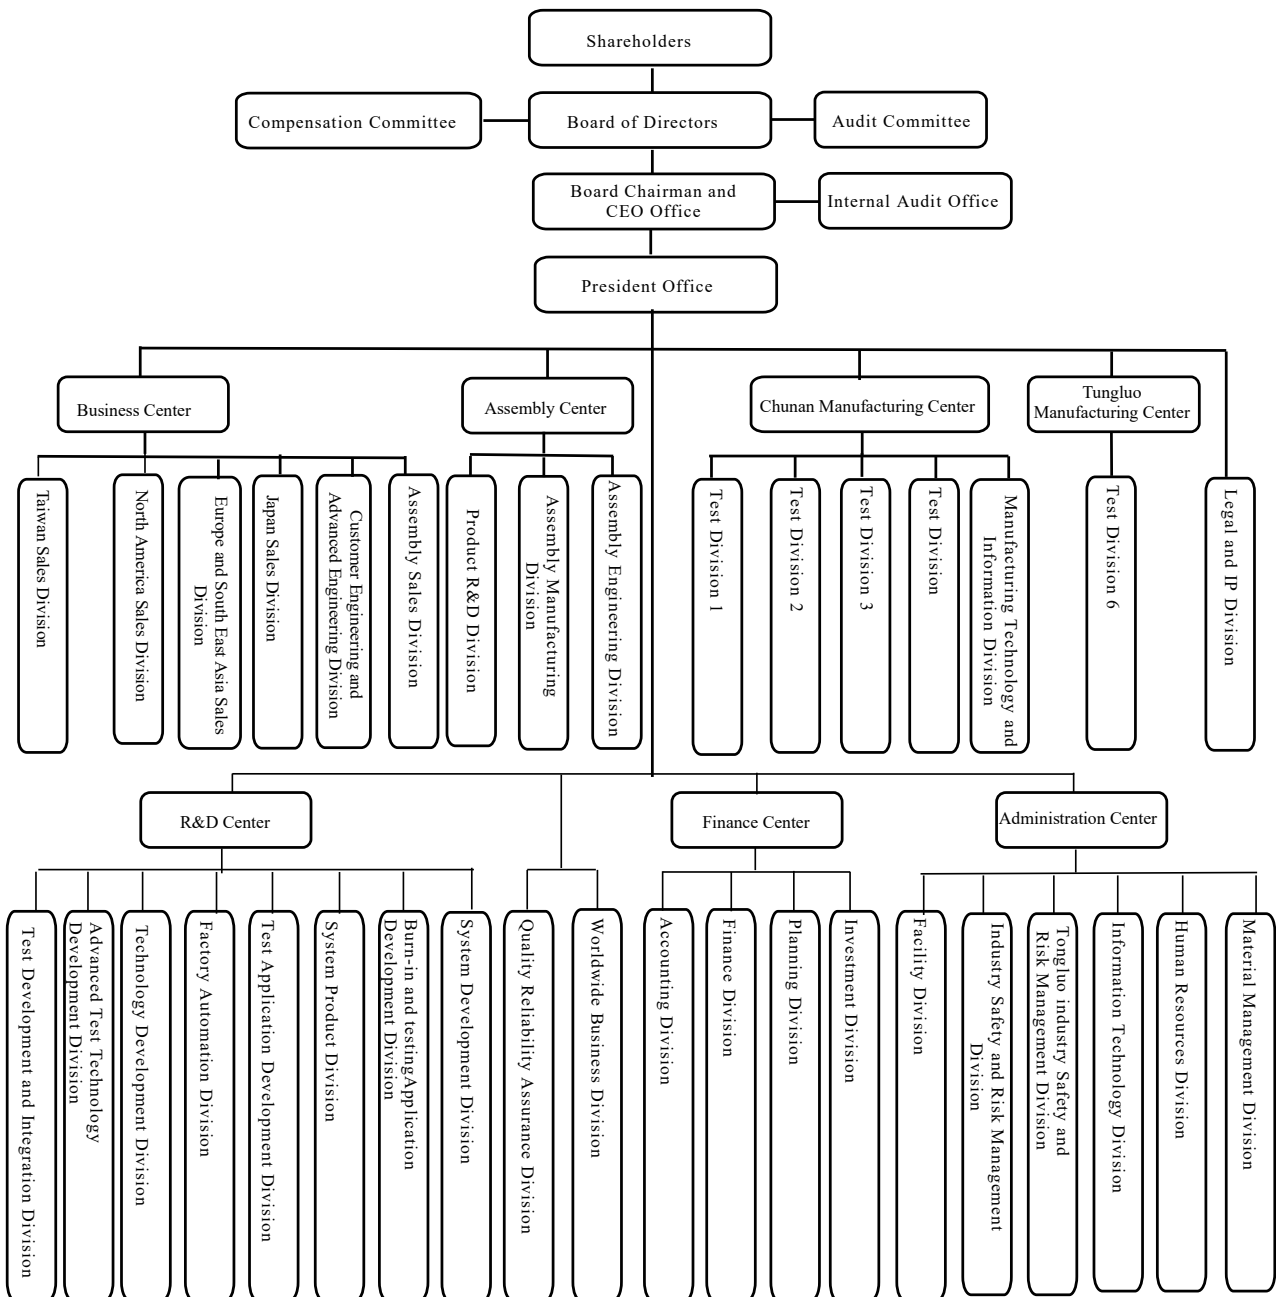 Shareholders
Compensation Committee
Board of Directors
Audit Committee
Board Chairman and
CEO Office
Internal Audit Office
President Office
Business Center
Assembly Center
Chunan Manufacturing Center
Tungluo
Manufacturing Center
Taiwan Sales Division
North America Sales Division
Europe and South East Asia Sales
Division
Japan Sales Division
Customer Engineering and
Advanced Engineering Division
Assembly Sales Division
Product R&D Division
Assembly Manufacturing
Division
Assembly Engineering Division
Test Division 1
Test Division 2
Test Division 3
Test Division
Manufacturing Technology and
Information Division
Test Division 6
Legal and IP Division
R&D Center
Finance Center
Administration Center
Test Development and Integration Division
Advanced Test Technology
Development Division
Technology Development Division
Factory Automation Division
Test Application Development Division
System Product Division
Burn-in and testingApplication
Development Division
System Development Division
Quality Reliability Assurance Division
Worldwide Business Division
Accounting Division
Finance Division
Planning Division
Investment Division
Facility Division
Industry Safety and Risk Management
Division
Tongluo industry Safety and
Risk Management Division
Information Technology Division
Human Resources Division
Material Management Division